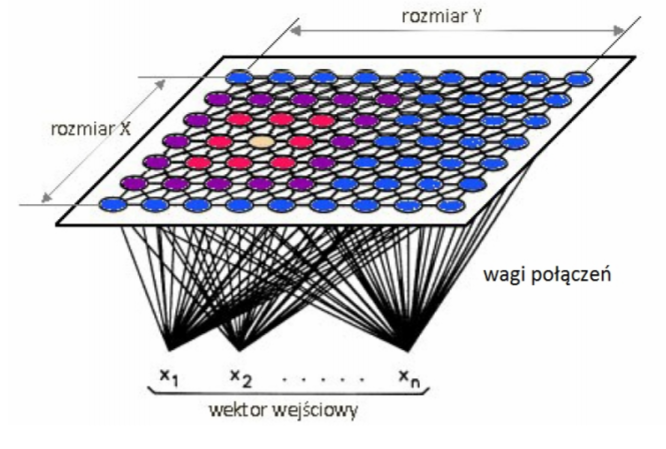 rozmiar Y
rozmiar X
wagi połączeń
x1 x2 . . . . . xn
wektor wejściowy